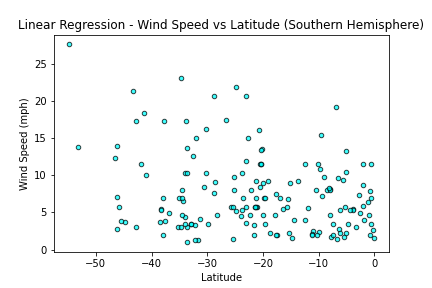 Linear Regression - Wind Speed vs Latitude (Southern Hemisphere)
25
20
15
10
5
0
Wind Speed (mph)
−50 −40 −30 −20 −10 0
Latitude